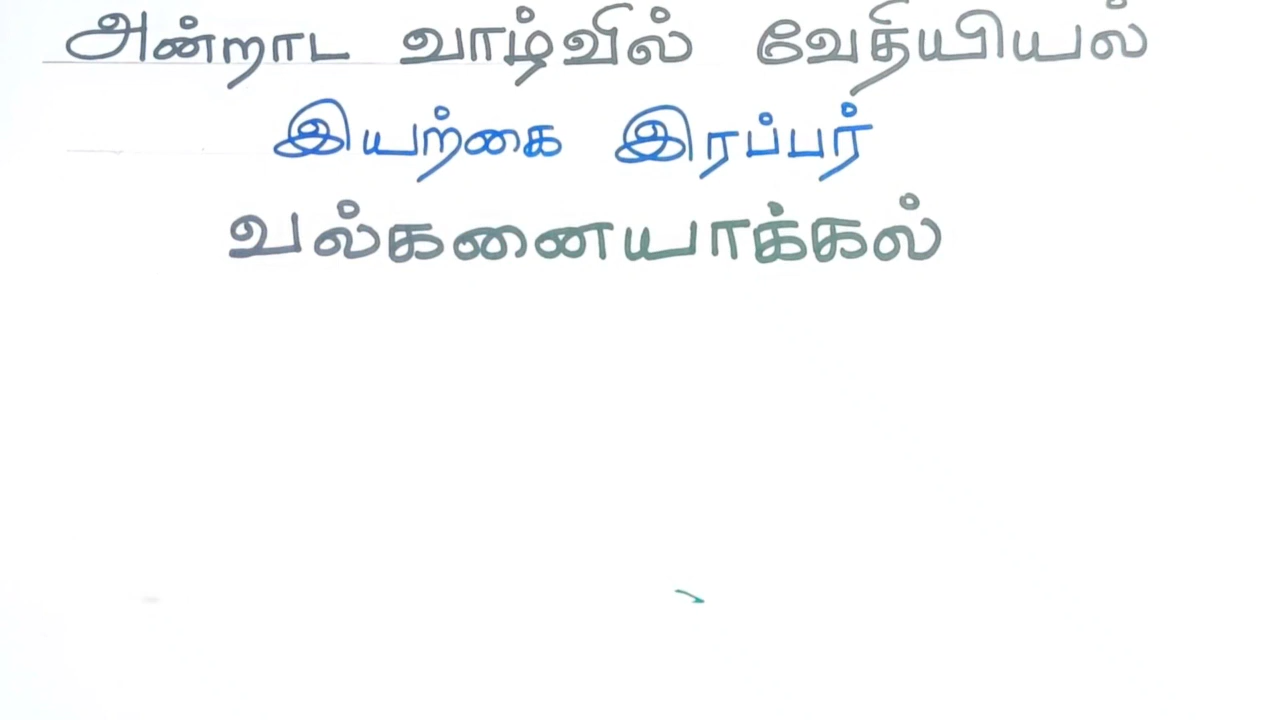 அன்றாட வாழ்வில் வேதியியல்
இயற்கை இரப்பர்
வல்கனையாக்கல்